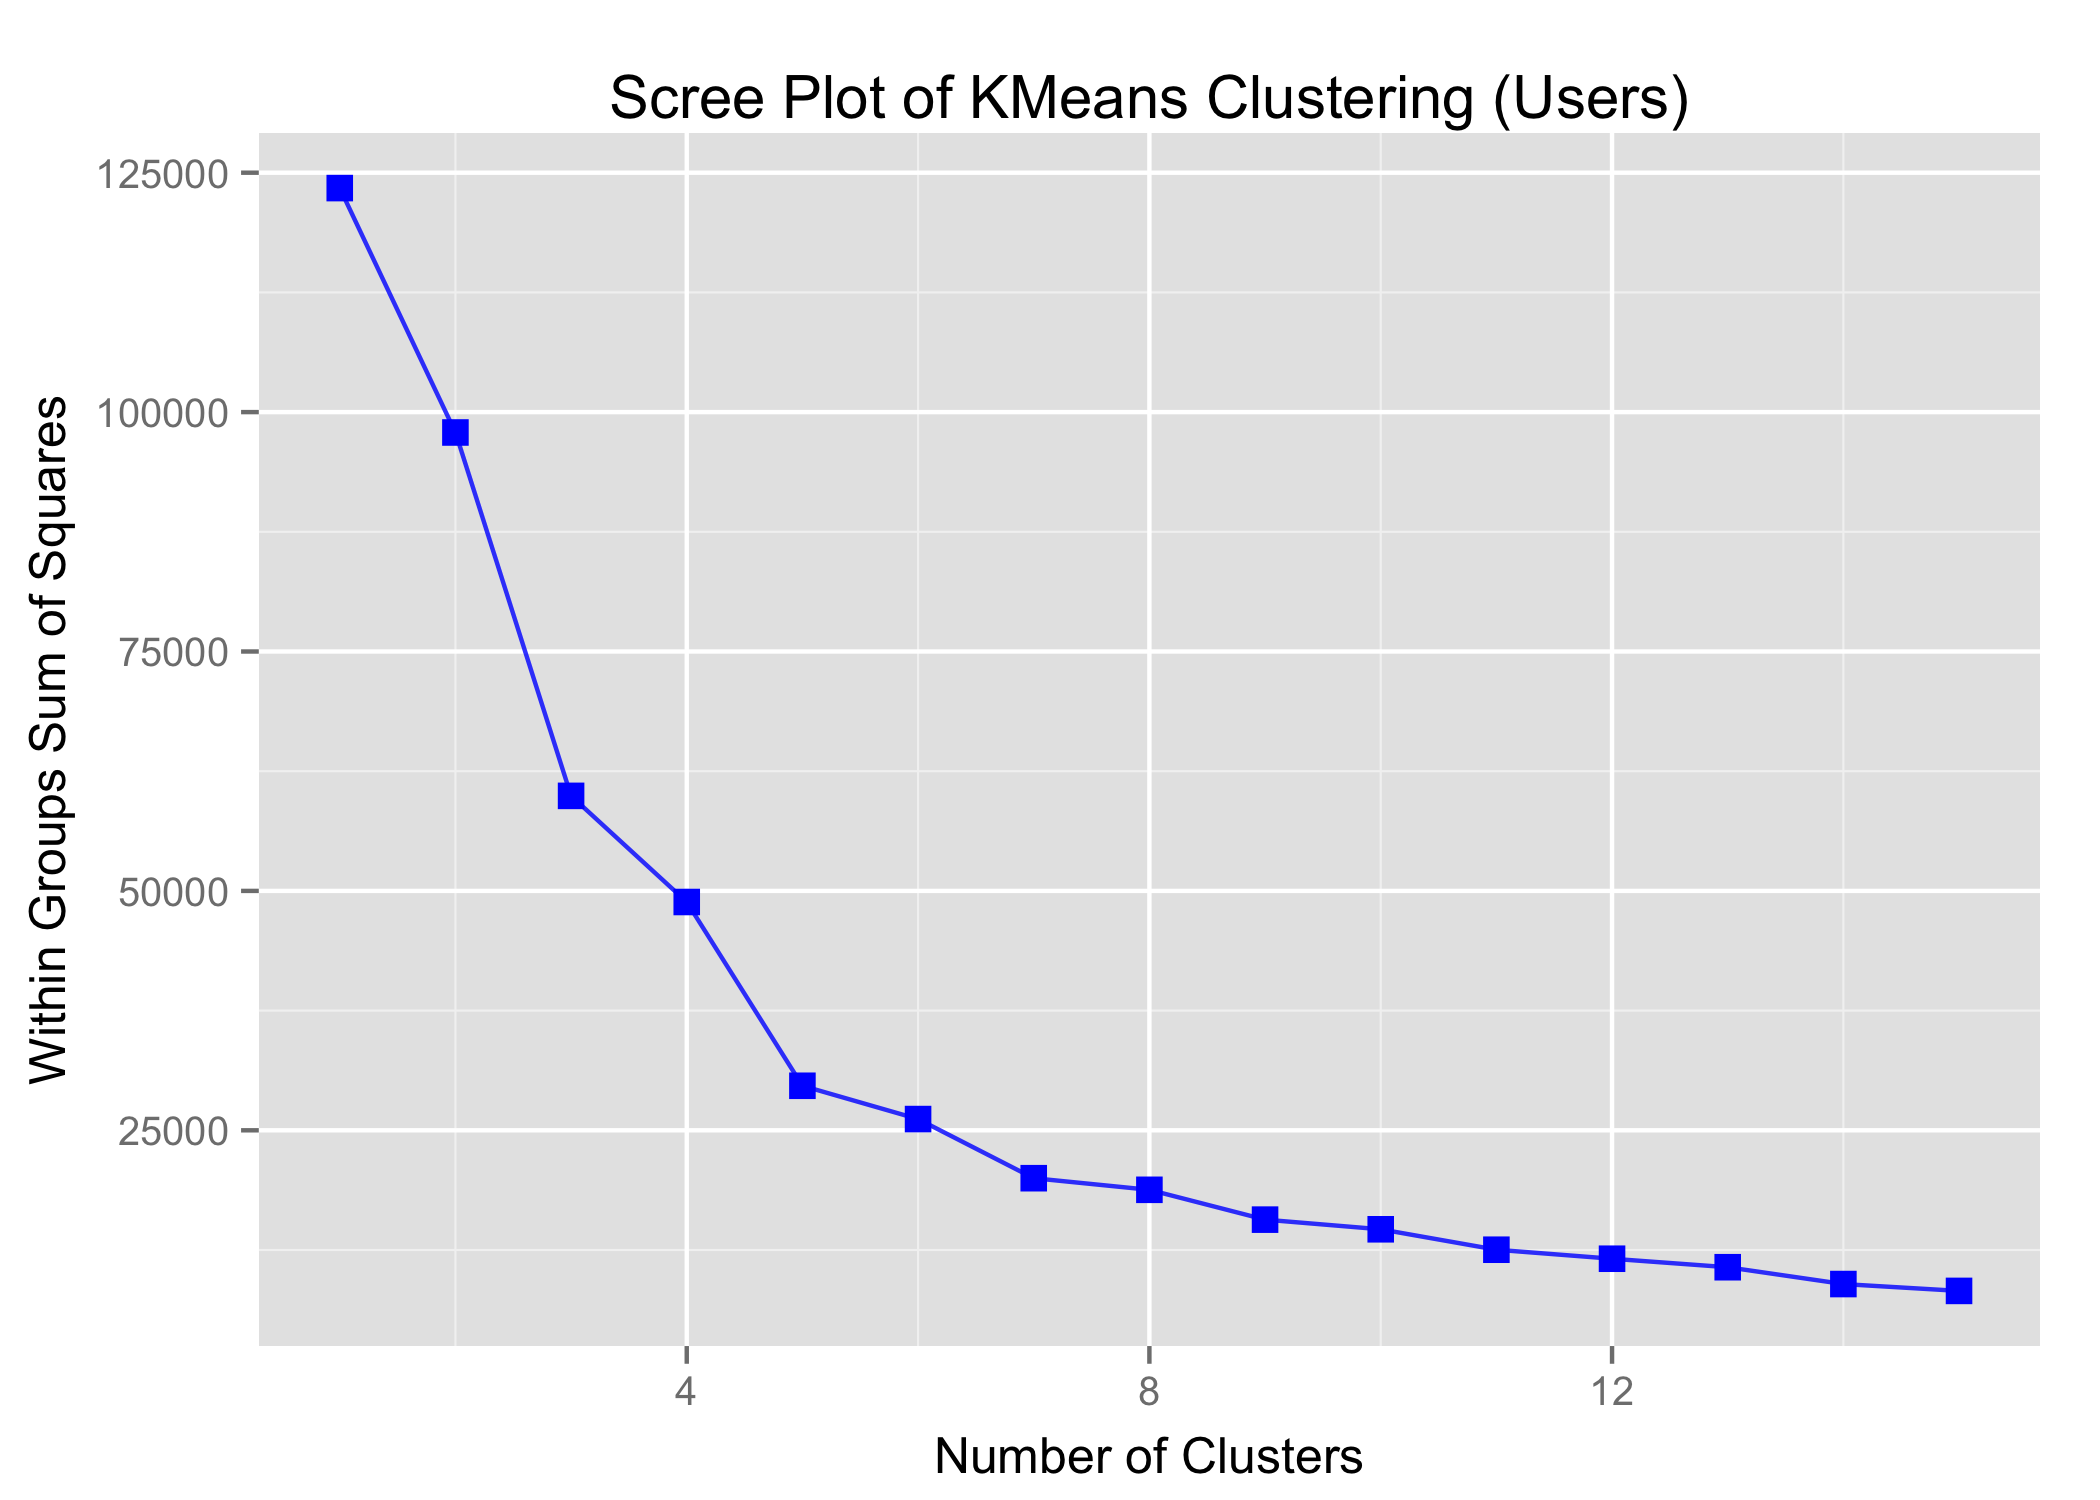 Scree Plot of KMeans Clustering (Users)
Within Groups Sum of Squares
125000
100000
75000
50000
25000
4
8
12
Number of Clusters